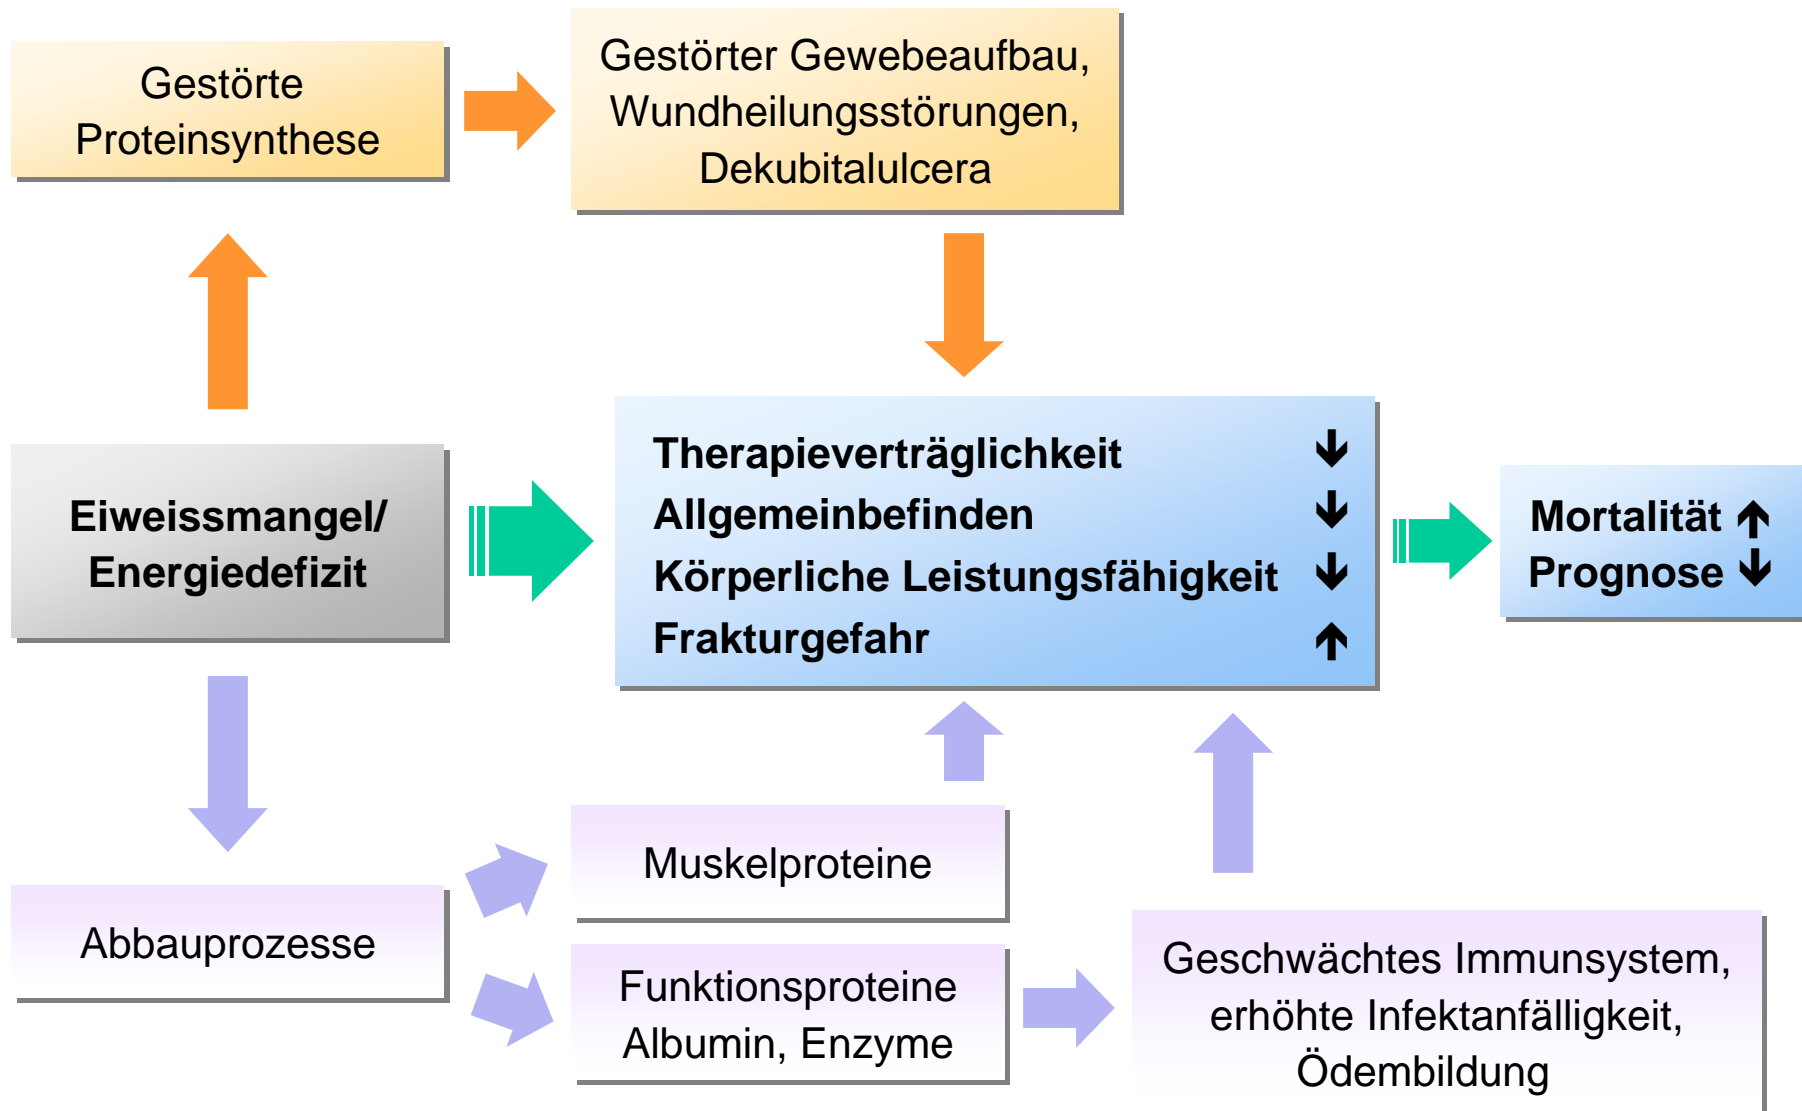 Gestörte
Proteinsynthese
Gestörter Gewebeaufbau,
Wundheilungsstörungen,
Dekubitalulcera
Eiweissmangel/
Energiedefizit
Therapieverträglichkeit ↓
Allgemeinbefinden ↓
Körperliche Leistungsfähigkeit ↓
Frakturgefahr ↑
Mortalität ↑
Prognose ↓
Abbauprozesse
Muskelproteine
Funktionsproteine
Albumin, Enzyme
Geschwächtes Immunsystem,
erhöhte Infektanfälligkeit,
Ödembildung